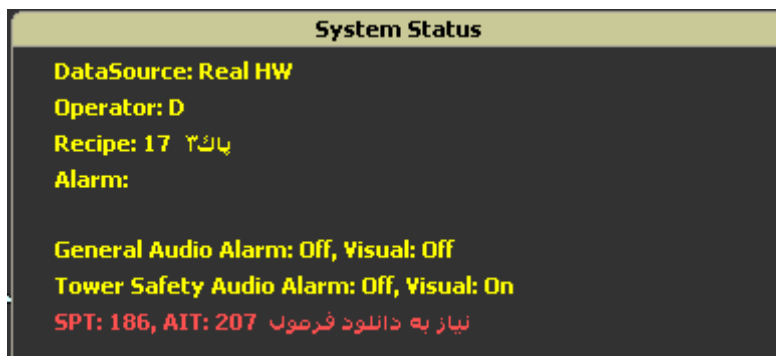 System Status
DataSource: Real HW
Operator: D
Recipe: 17 پاك۳
Alarm:
General Audio Alarm: Off, Visual: Off
Tower Safety Audio Alarm: Off, Visual: On
SPT: 186, AIT: 207 نیاز به دانلود فرمول